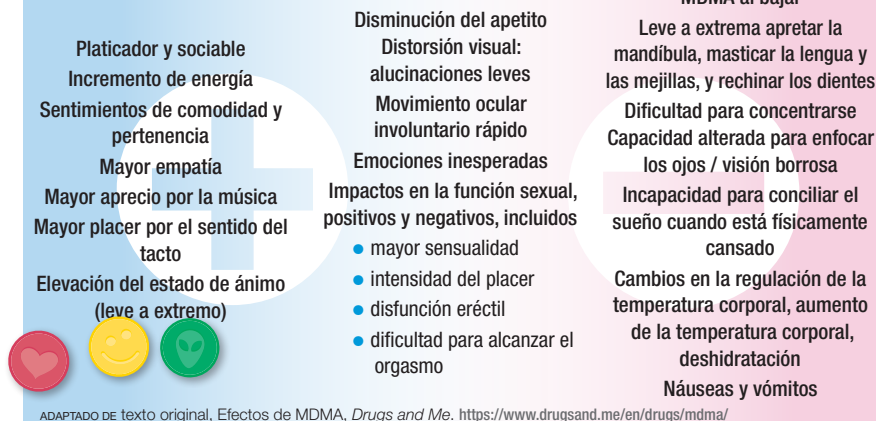 Platicador y sociable
Incremento de energía
Sentimientos de comodidad y
pertenencia
Mayor empatía
Mayor aprecio por la música
Mayor placer por el sentido del
tacto
Elevación del estado de ánimo
(leve a extremo)
Disminución del apetito
Distorsión visual:
alucinaciones leves
Movimiento ocular
involuntario rápido
Emociones inesperadas
Impactos en la función sexual,
positivos y negativos, incluidos
● mayor sensualidad
● intensidad del placer
● disfunción eréctil
● dificultad para alcanzar el
orgasmo
MDMA al bajar
Leve a extrema apretar la
mandíbula, masticar la lengua y
las mejillas, y rechinar los dientes
Dificultad para concentrarse
Capacidad alterada para enfocar
los ojos / visión borrosa
Incapacidad para conciliar el
sueño cuando está físicamente
cansado
Cambios en la regulación de la
temperatura corporal, aumento
de la temperatura corporal,
deshidratación
Náuseas y vómitos
ADAPTADO DE texto original, Efectos de MDMA, Drugs and Me. https://www.drugsand.me/en/drugs/mdma/